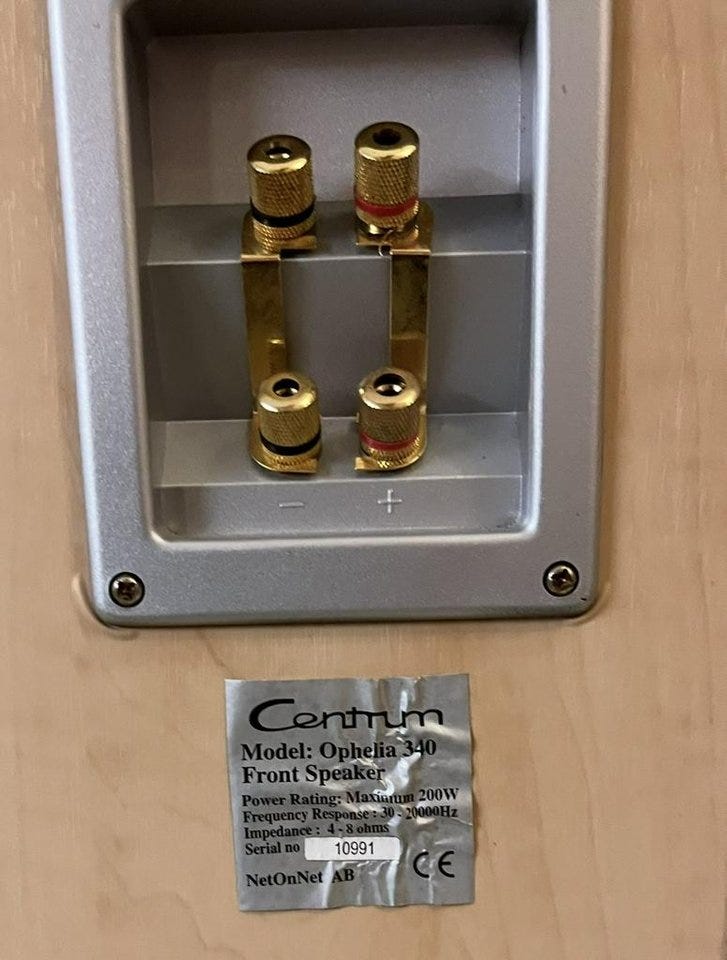 − +
Centrum
Model: Ophelia 340
Front Speaker
Power Rating: Maximum 200W
Frequency Response : 30 - 20000Hz
Impedance : 4 - 8 ohms
Serial no 10991
NetOnNet AB CE